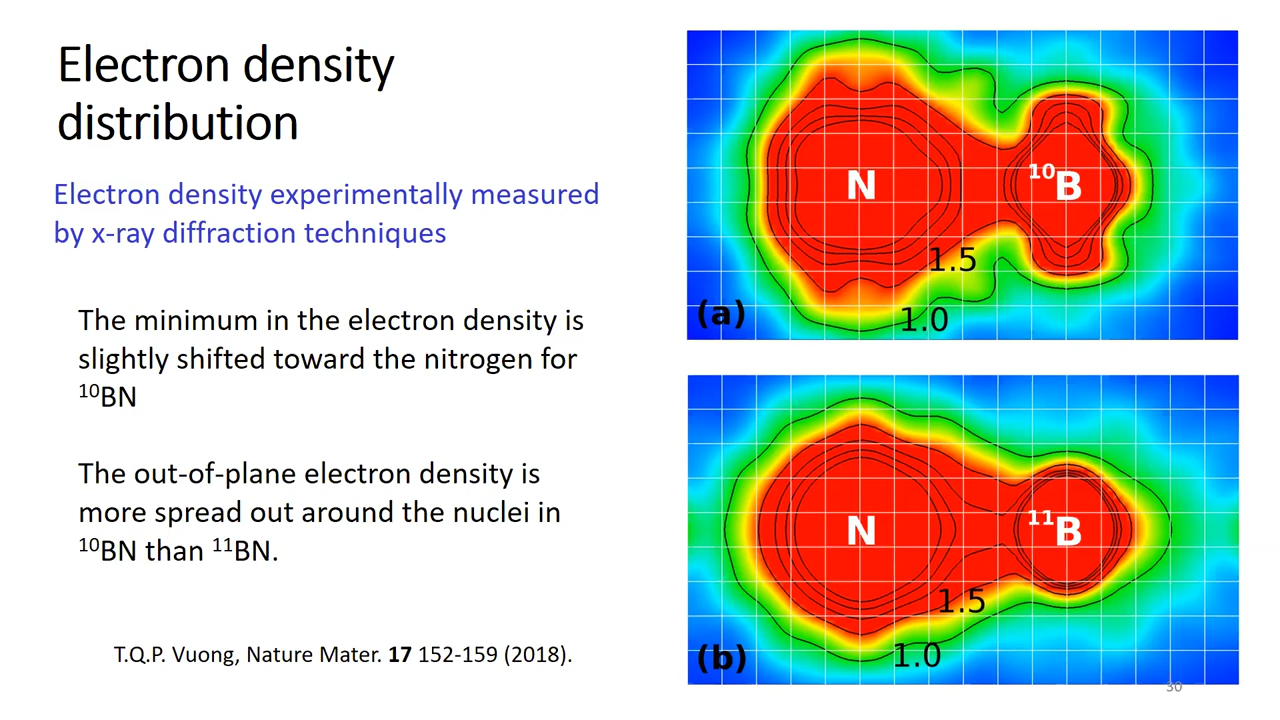 Electron density
distribution
Electron density experimentally measured
by x-ray diffraction techniques
The minimum in the electron density is
slightly shifted toward the nitrogen for
¹⁰BN
The out-of-plane electron density is
more spread out around the nuclei in
¹⁰BN than ¹¹BN.
T.Q.P. Vuong, Nature Mater. 17 152-159 (2018).
N
¹⁰B
1.5
(a)
1.0
N
¹¹B
1.5
(b)
1.0
30